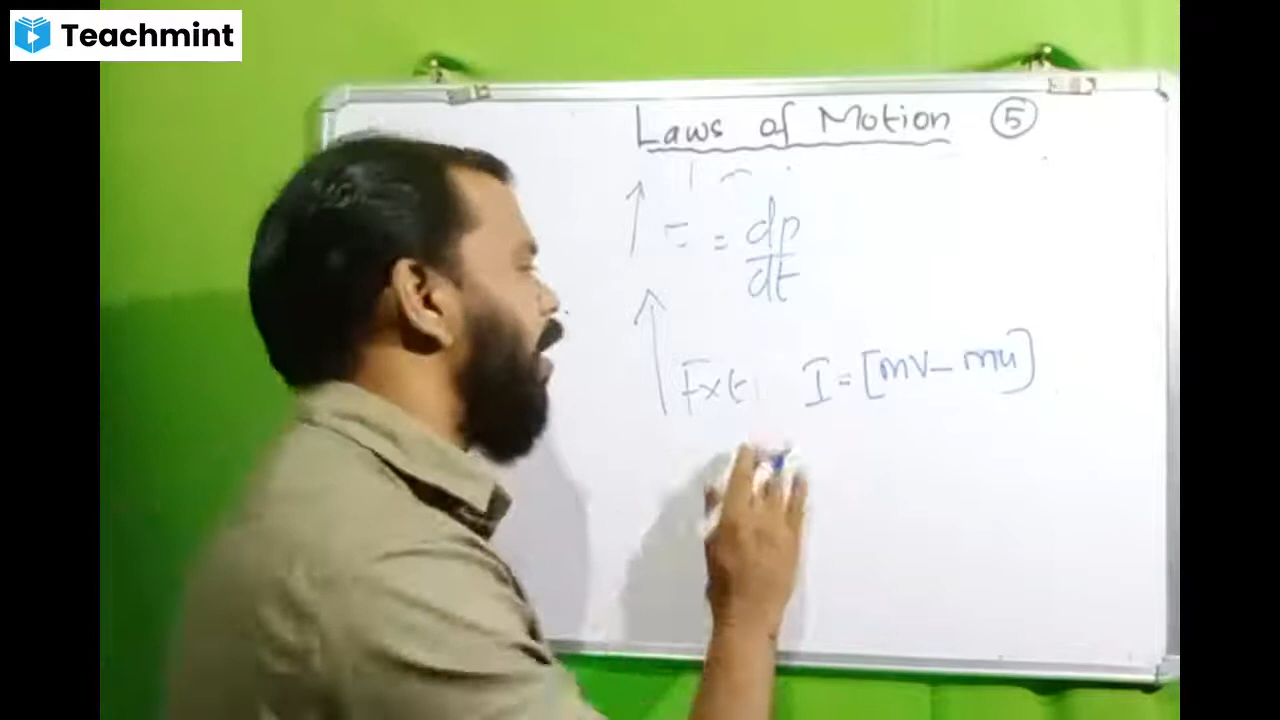 Teachmint
Laws of Motion ⑤
= dp/dt
Fxt I = [mv - mu]